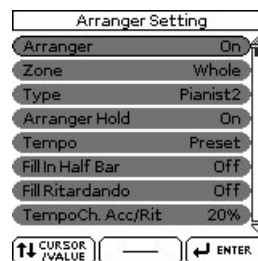 Arranger Setting
Arranger On
Zone Whole
Type Pianist2
Arranger Hold On
Tempo Preset
Fill In Half Bar Off
Fill Ritardando Off
TempoCh. Acc/Rit 20%
CURSOR
/VALUE
ENTER